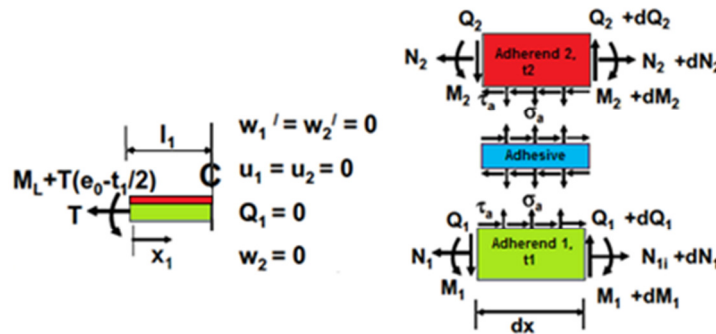 l₁
M_L+T(e₀-t₁/2)
T
x₁
C
w₁′ = w₂′ = 0
u₁ = u₂ = 0
Q₁ = 0
w₂ = 0
Q₂
Q₂ +dQ₂
Adherend 2,
t2
N₂
N₂ +dN₂
M₂
τₐ
σₐ
M₂ +dM₂
Adhesive
τₐ
σₐ
Q₁
Q₁ +dQ₁
Adherend 1,
t1
N₁
N₁ᵢ +dN₁
M₁
M₁ +dM₁
dx